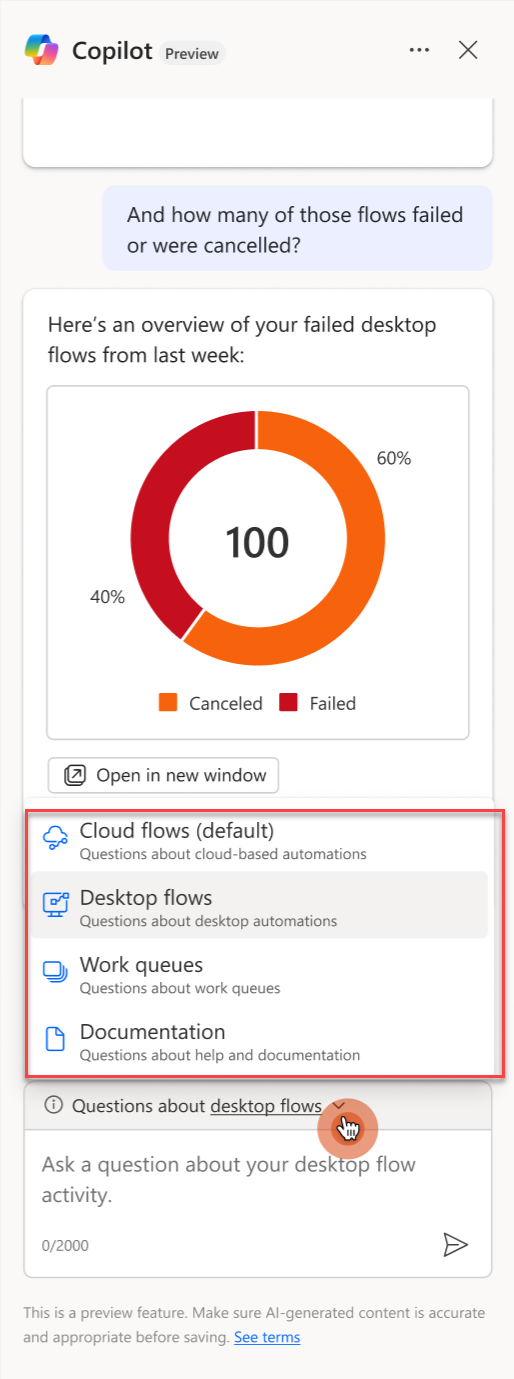 Copilot Preview
And how many of those flows failed
or were cancelled?
Here's an overview of your failed desktop
flows from last week:
60%
100
40%
Canceled Failed
Open in new window
Cloud flows (default)
Questions about cloud-based automations
Desktop flows
Questions about desktop automations
Work queues
Questions about work queues
Documentation
Questions about help and documentation
Questions about desktop flows
Ask a question about your desktop flow
activity.
0/2000
This is a preview feature. Make sure AI-generated content is accurate
and appropriate before saving. See terms